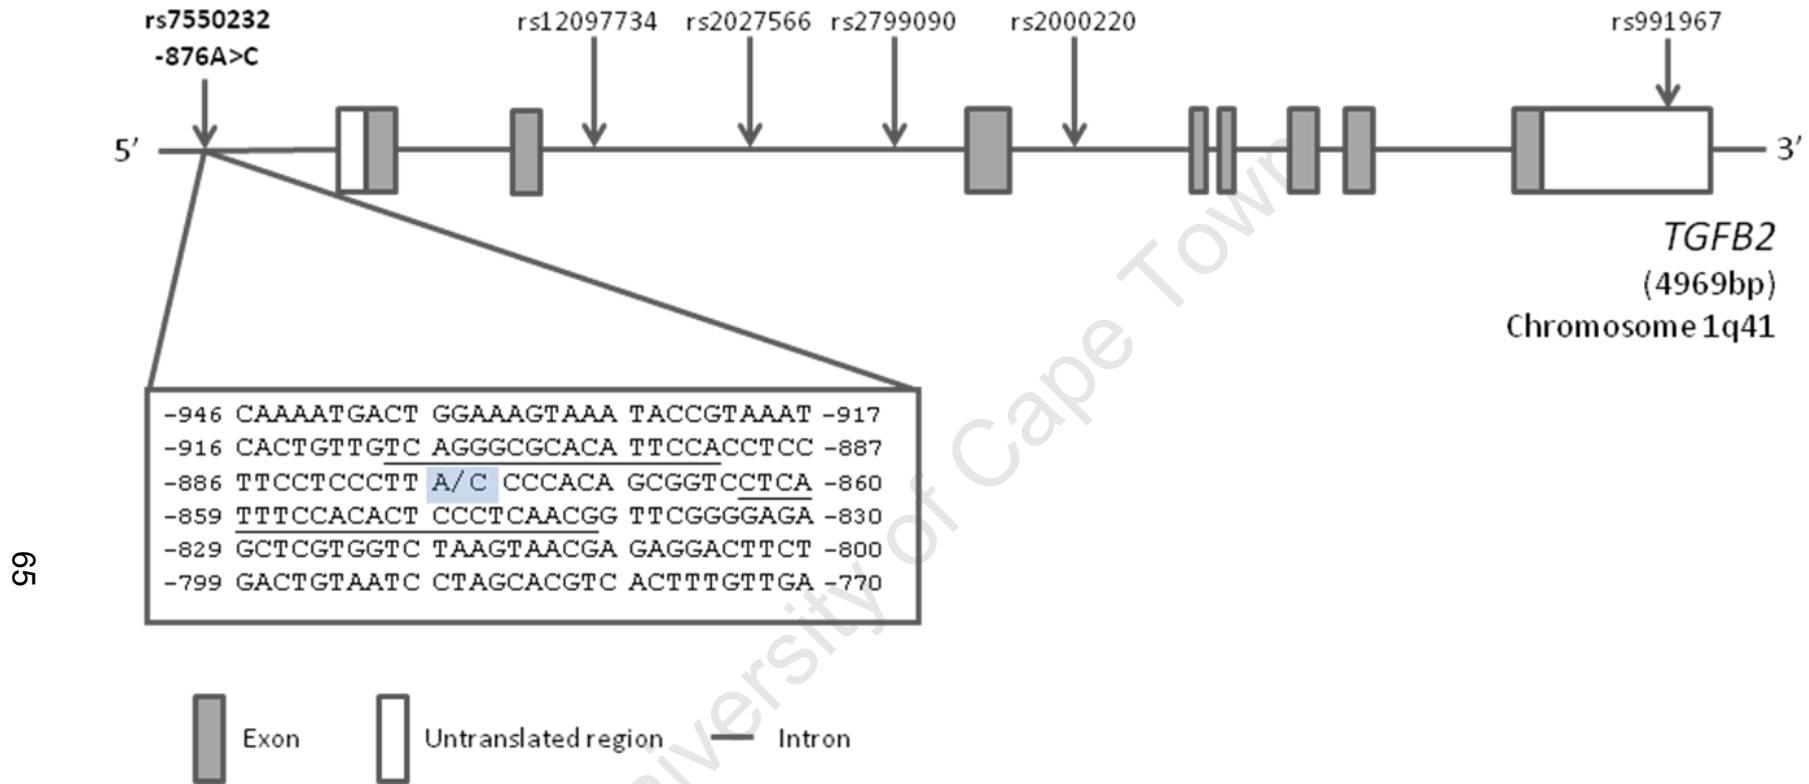 rs7550232
-876A>C
rs12097734
rs2027566
rs2799090
rs2000220
rs991967
5′
3′
TGFB2
(4969bp)
Chromosome 1q41
-946 CAAAATGACT GGAAAGTAAA TACCGTAAAT -917
-916 CACTGTTGTC AGGGCGCACA TTCCACCTCC -887
-886 TTCCTCCCTT A/C CCCACA GCGGTCCTCA -860
-859 TTTCCACACT CCCTCAACGG TTCGGGGAGA -830
-829 GCTCGTGGTC TAAGTAACGA GAGGACTTCT -800
-799 GACTGTAATC CTAGCACGTC ACTTTGTTGA -770
Exon
Untranslated region
Intron
65
University of Cape Town